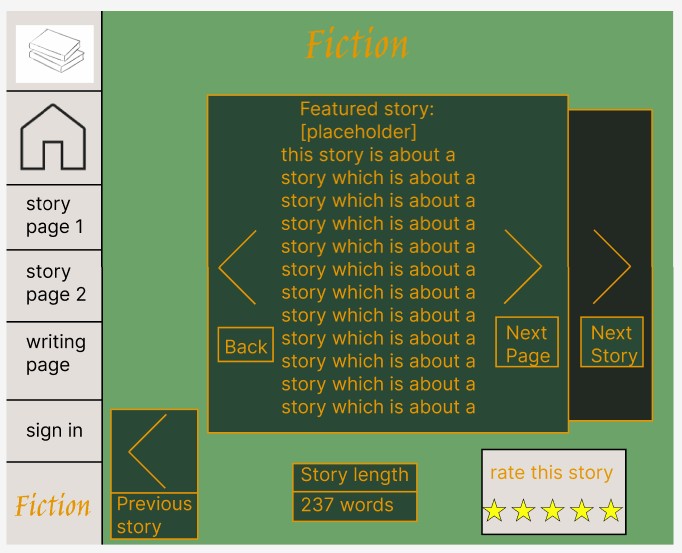 Fiction
story
page 1
story
page 2
writing
page
sign in
Fiction
Featured story:
[placeholder]
this story is about a
story which is about a
story which is about a
story which is about a
story which is about a
story which is about a
story which is about a
story which is about a
story which is about a
story which is about a
story which is about a
story which is about a
Back
Next
Page
Next
Story
Previous
story
Story length
237 words
rate this story